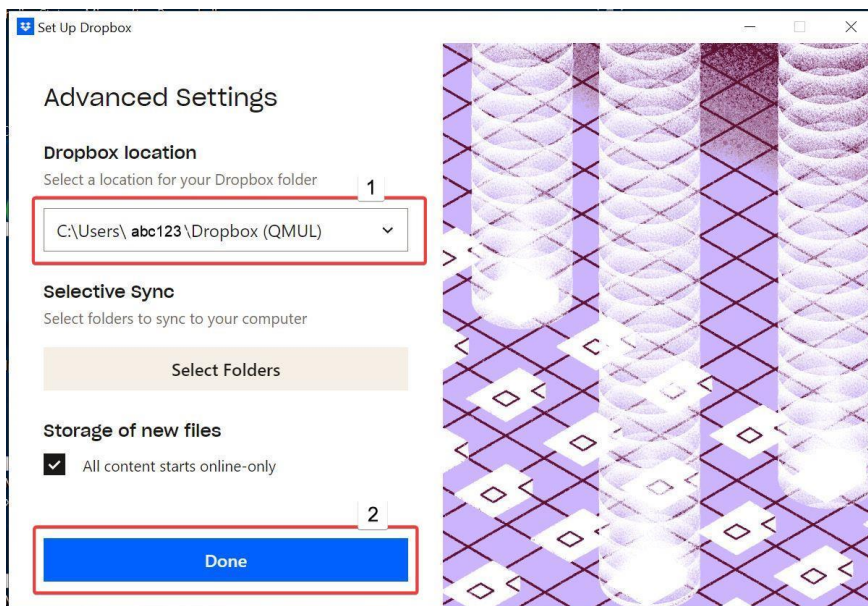 Set Up Dropbox
Advanced Settings
Dropbox location
Select a location for your Dropbox folder
1
C:\Users\ abc123 \Dropbox (QMUL)
Selective Sync
Select folders to sync to your computer
Select Folders
Storage of new files
All content starts online-only
2
Done